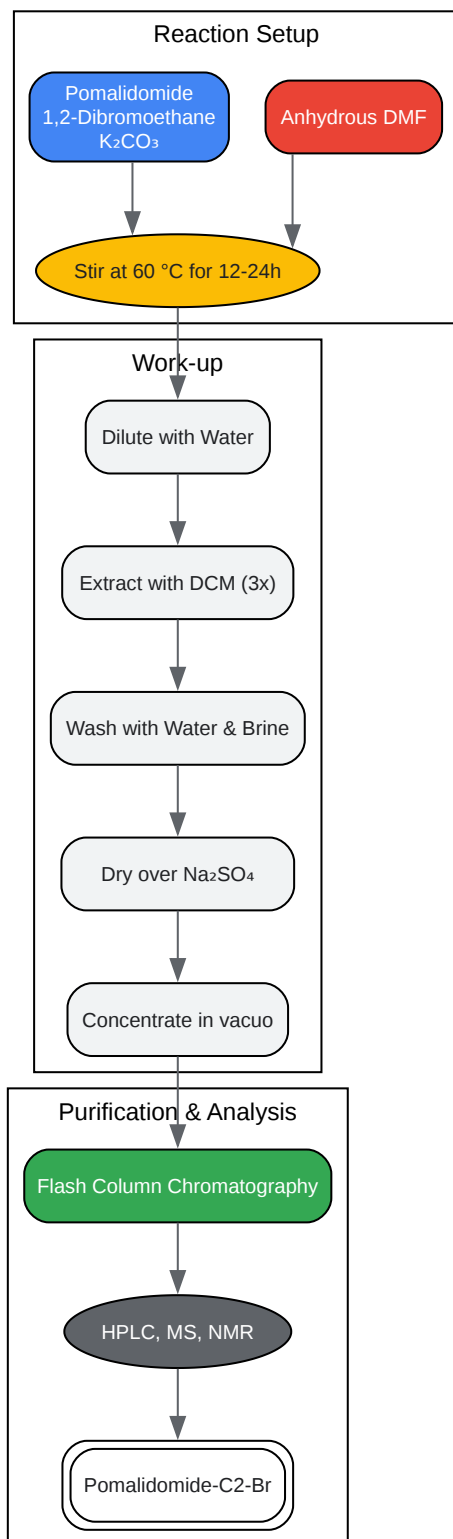 Reaction Setup
Pomalidomide
1,2-Dibromoethane
K₂CO₃
Anhydrous DMF
Stir at 60 °C for 12-24h
Work-up
Dilute with Water
Extract with DCM (3x)
Wash with Water & Brine
Dry over Na₂SO₄
Concentrate in vacuo
Purification & Analysis
Flash Column Chromatography
HPLC, MS, NMR
Pomalidomide-C2-Br